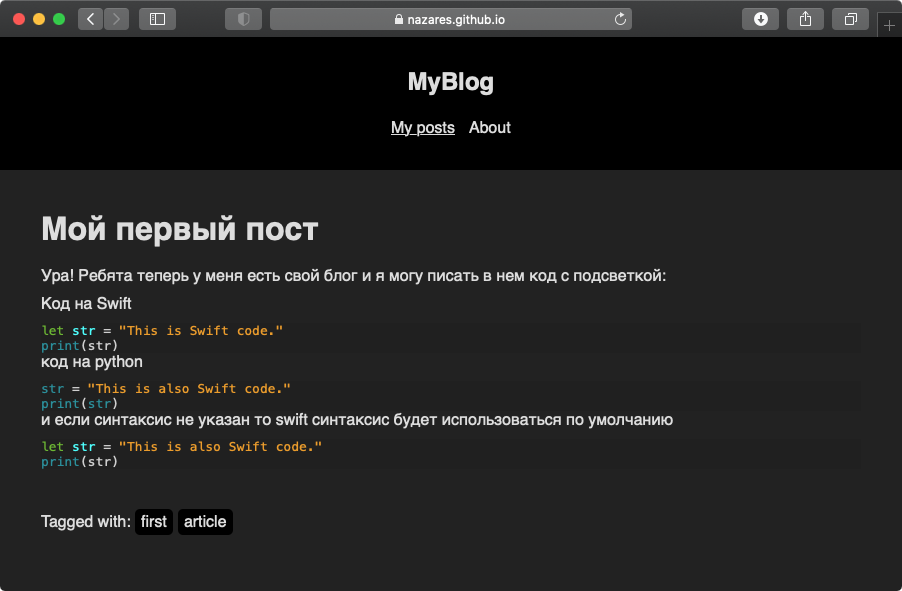 nazares.github.io
MyBlog
My posts About
Мой первый пост
Ура! Ребята теперь у меня есть свой блог и я могу писать в нем код с подсветкой:
Код на Swift
let str = "This is Swift code."
print(str)
код на python
str = "This is also Swift code."
print(str)
и если синтаксис не указан то swift синтаксис будет использоваться по умолчанию
let str = "This is also Swift code."
print(str)
Tagged with: first article